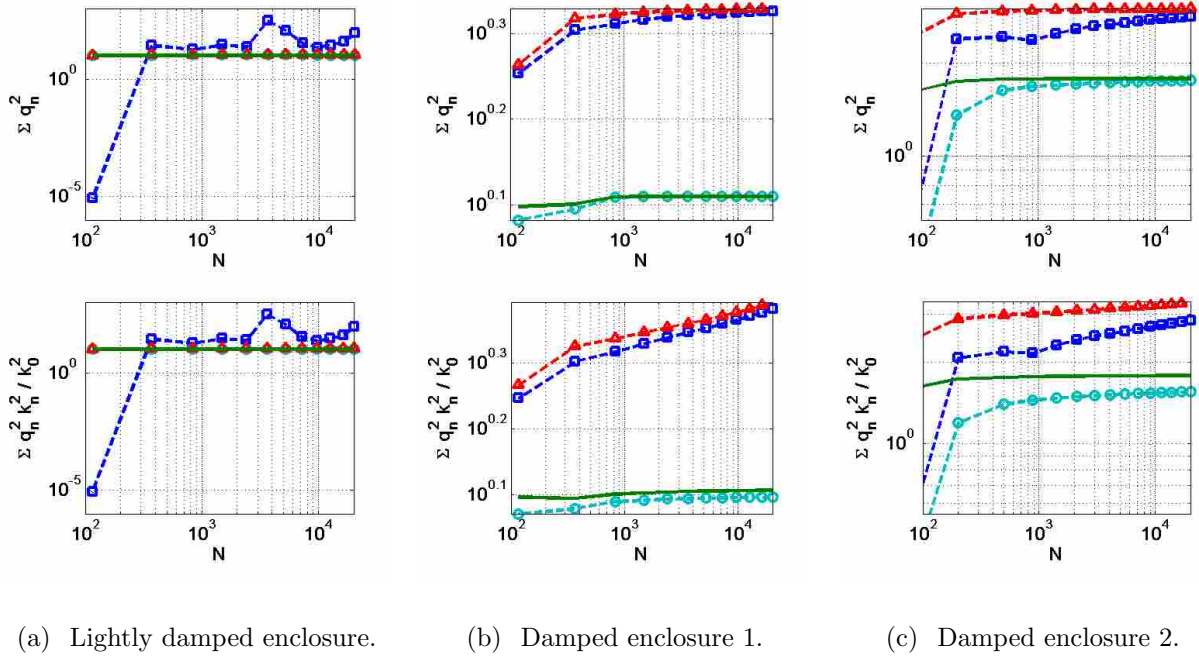 Σ q_n^2
10^0
10^-5
10^2 10^3 10^4
N
Σ q_n^2
10^0.3
10^0.2
10^0.1
10^2 10^3 10^4
N
Σ q_n^2
10^0
10^2 10^3 10^4
N
Σ q_n^2 k_n^2 / k_0^2
10^0
10^-5
10^2 10^3 10^4
N
Σ q_n^2 k_n^2 / k_0^2
10^0.3
10^0.2
10^0.1
10^2 10^3 10^4
N
Σ q_n^2 k_n^2 / k_0^2
10^0
10^2 10^3 10^4
N
(a) Lightly damped enclosure.
(b) Damped enclosure 1.
(c) Damped enclosure 2.